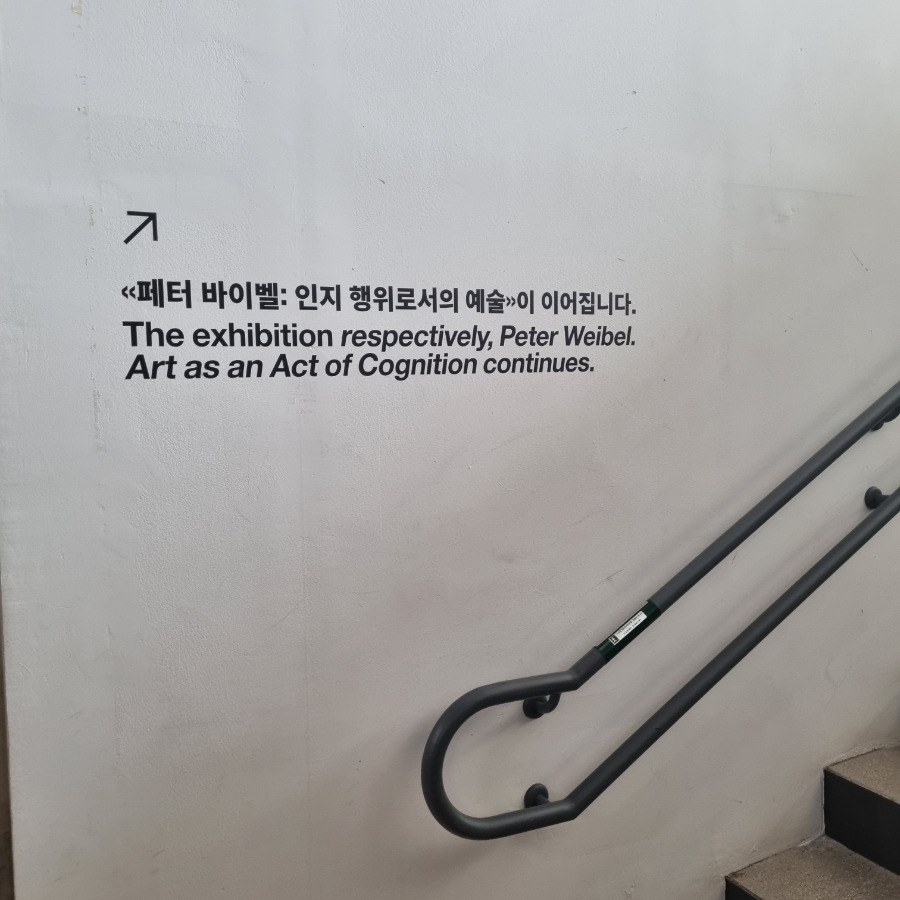 «페터 바이벨: 인지 행위로서의 예술»이 이어집니다.
The exhibition respectively, Peter Weibel.
Art as an Act of Cognition continues.